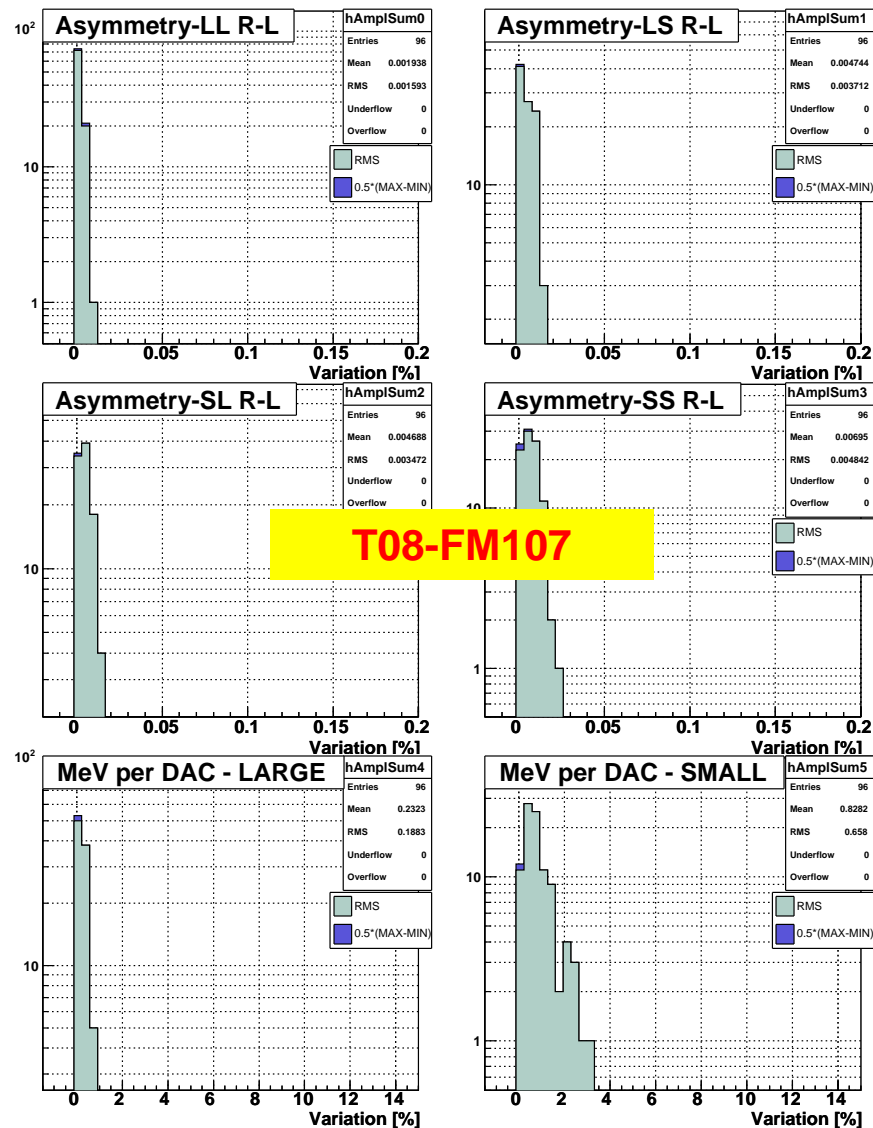 Asymmetry-LL R-L
hAmplSum0
Entries 96
Mean 0.001938
RMS 0.001593
Underflow 0
Overflow 0
RMS
0.5*(MAX-MIN)
10²
10
1
0 0.05 0.1 0.15 0.2
Variation [%]
Asymmetry-LS R-L
hAmplSum1
Entries 96
Mean 0.004744
RMS 0.003712
Underflow 0
Overflow 0
RMS
0.5*(MAX-MIN)
10
0 0.05 0.1 0.15 0.2
Variation [%]
Asymmetry-SL R-L
hAmplSum2
Entries 96
Mean 0.004688
RMS 0.003472
Underflow 0
Overflow 0
10
0 0.05 0.1 0.15 0.2
Variation [%]
Asymmetry-SS R-L
hAmplSum3
Entries 96
Mean 0.00695
RMS 0.004842
Underflow 0
Overflow 0
RMS
0.5*(MAX-MIN)
10
1
0 0.05 0.1 0.15 0.2
Variation [%]
T08-FM107
MeV per DAC - LARGE
hAmplSum4
Entries 96
Mean 0.2323
RMS 0.1883
Underflow 0
Overflow 0
RMS
0.5*(MAX-MIN)
10²
10
0 2 4 6 8 10 12 14
Variation [%]
MeV per DAC - SMALL
hAmplSum5
Entries 96
Mean 0.8282
RMS 0.658
Underflow 0
Overflow 0
RMS
0.5*(MAX-MIN)
10
1
0 2 4 6 8 10 12 14
Variation [%]